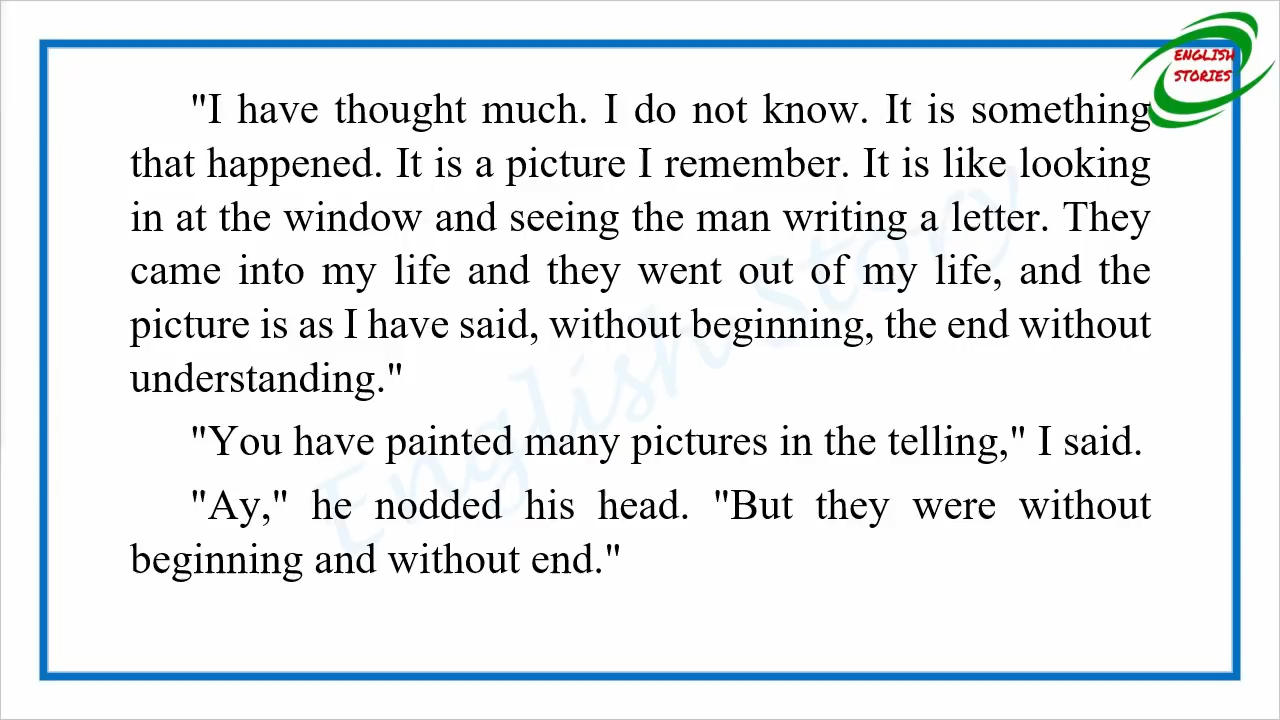 ENGLISH
STORIES
"I have thought much. I do not know. It is something
that happened. It is a picture I remember. It is like looking
in at the window and seeing the man writing a letter. They
came into my life and they went out of my life, and the
picture is as I have said, without beginning, the end without
understanding."
"You have painted many pictures in the telling," I said.
"Ay," he nodded his head. "But they were without
beginning and without end."
English Story